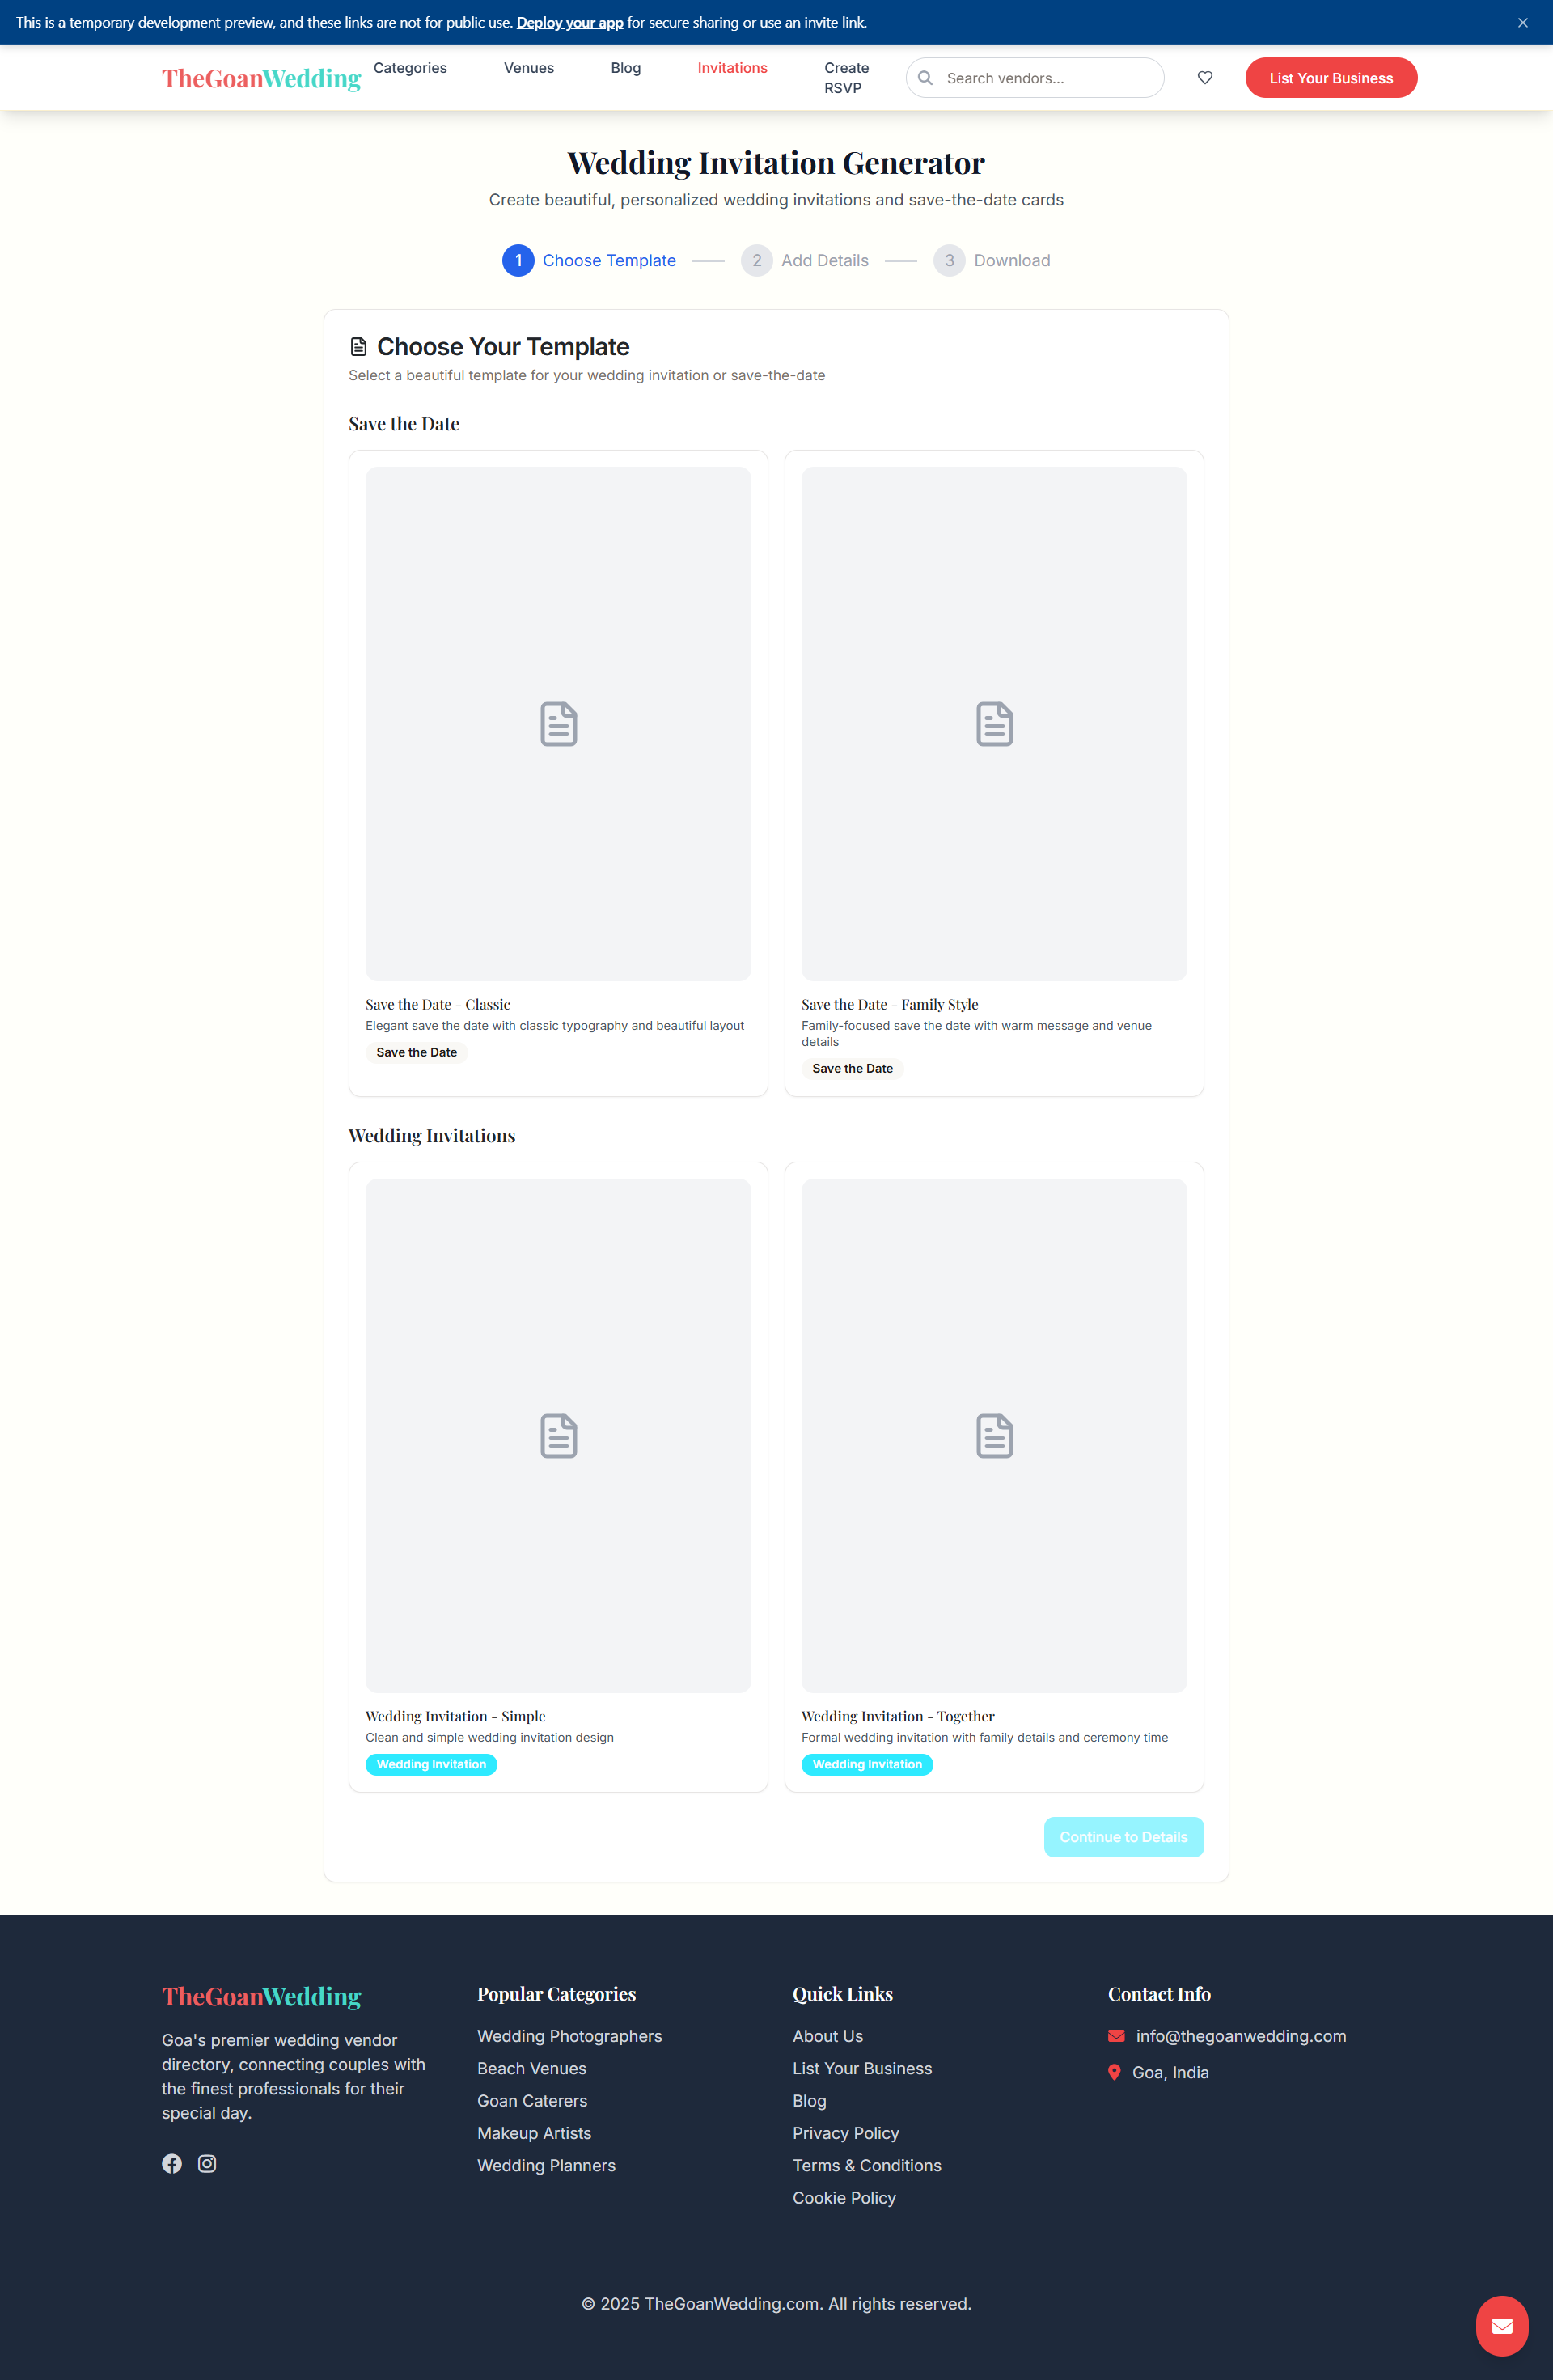 This is a temporary development preview, and these links are not for public use. Deploy your app for secure sharing or use an invite link.
TheGoanWedding
Categories
Venues
Blog
Invitations
Create
RSVP
Search vendors...
List Your Business
Wedding Invitation Generator
Create beautiful, personalized wedding invitations and save-the-date cards
1 Choose Template
2 Add Details
3 Download
Choose Your Template
Select a beautiful template for your wedding invitation or save-the-date
Save the Date
Save the Date - Classic
Elegant save the date with classic typography and beautiful layout
Save the Date
Save the Date - Family Style
Family-focused save the date with warm message and venue
details
Save the Date
Wedding Invitations
Wedding Invitation - Simple
Clean and simple wedding invitation design
Wedding Invitation
Wedding Invitation - Together
Formal wedding invitation with family details and ceremony time
Wedding Invitation
Continue to Details
TheGoanWedding
Goa's premier wedding vendor
directory, connecting couples with
the finest professionals for their
special day.
Popular Categories
Wedding Photographers
Beach Venues
Goan Caterers
Makeup Artists
Wedding Planners
Quick Links
About Us
List Your Business
Blog
Privacy Policy
Terms & Conditions
Cookie Policy
Contact Info
info@thegoanwedding.com
Goa, India
© 2025 TheGoanWedding.com. All rights reserved.